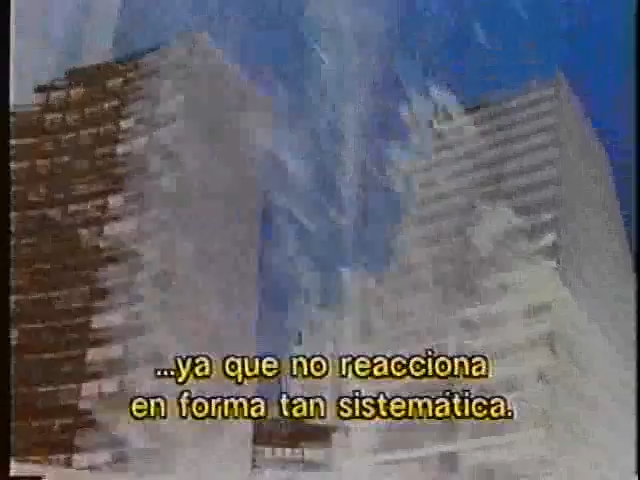 ...ya que no reacciona
en forma tan sistemática.